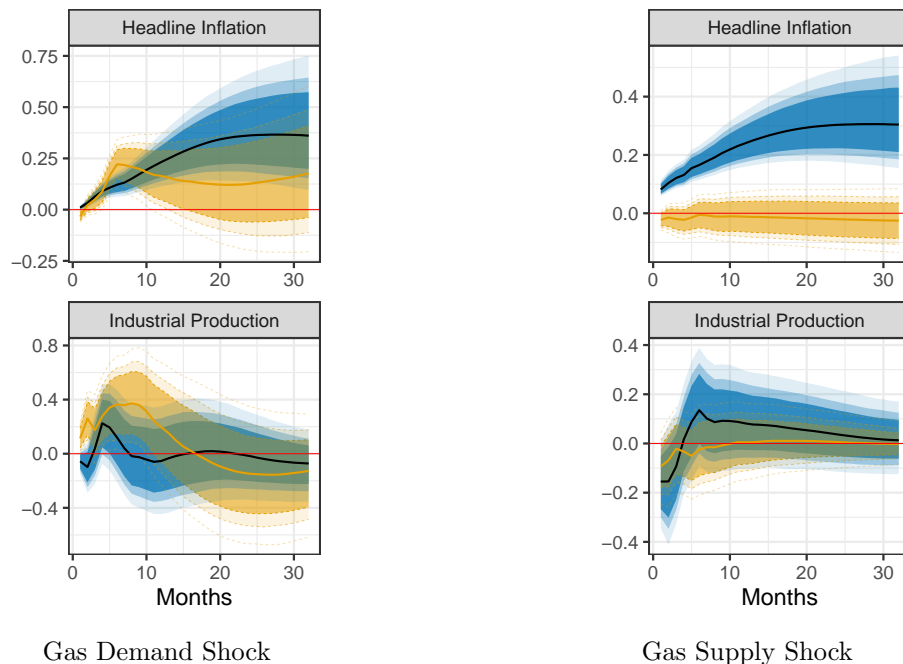 Headline Inflation
0.75
0.50
0.25
0.00
−0.25
0 10 20 30
Industrial Production
0.8
0.4
0.0
−0.4
0 10 20 30
Months
Gas Demand Shock
Headline Inflation
0.4
0.2
0.0
0 10 20 30
Industrial Production
0.4
0.2
0.0
−0.2
−0.4
0 10 20 30
Months
Gas Supply Shock